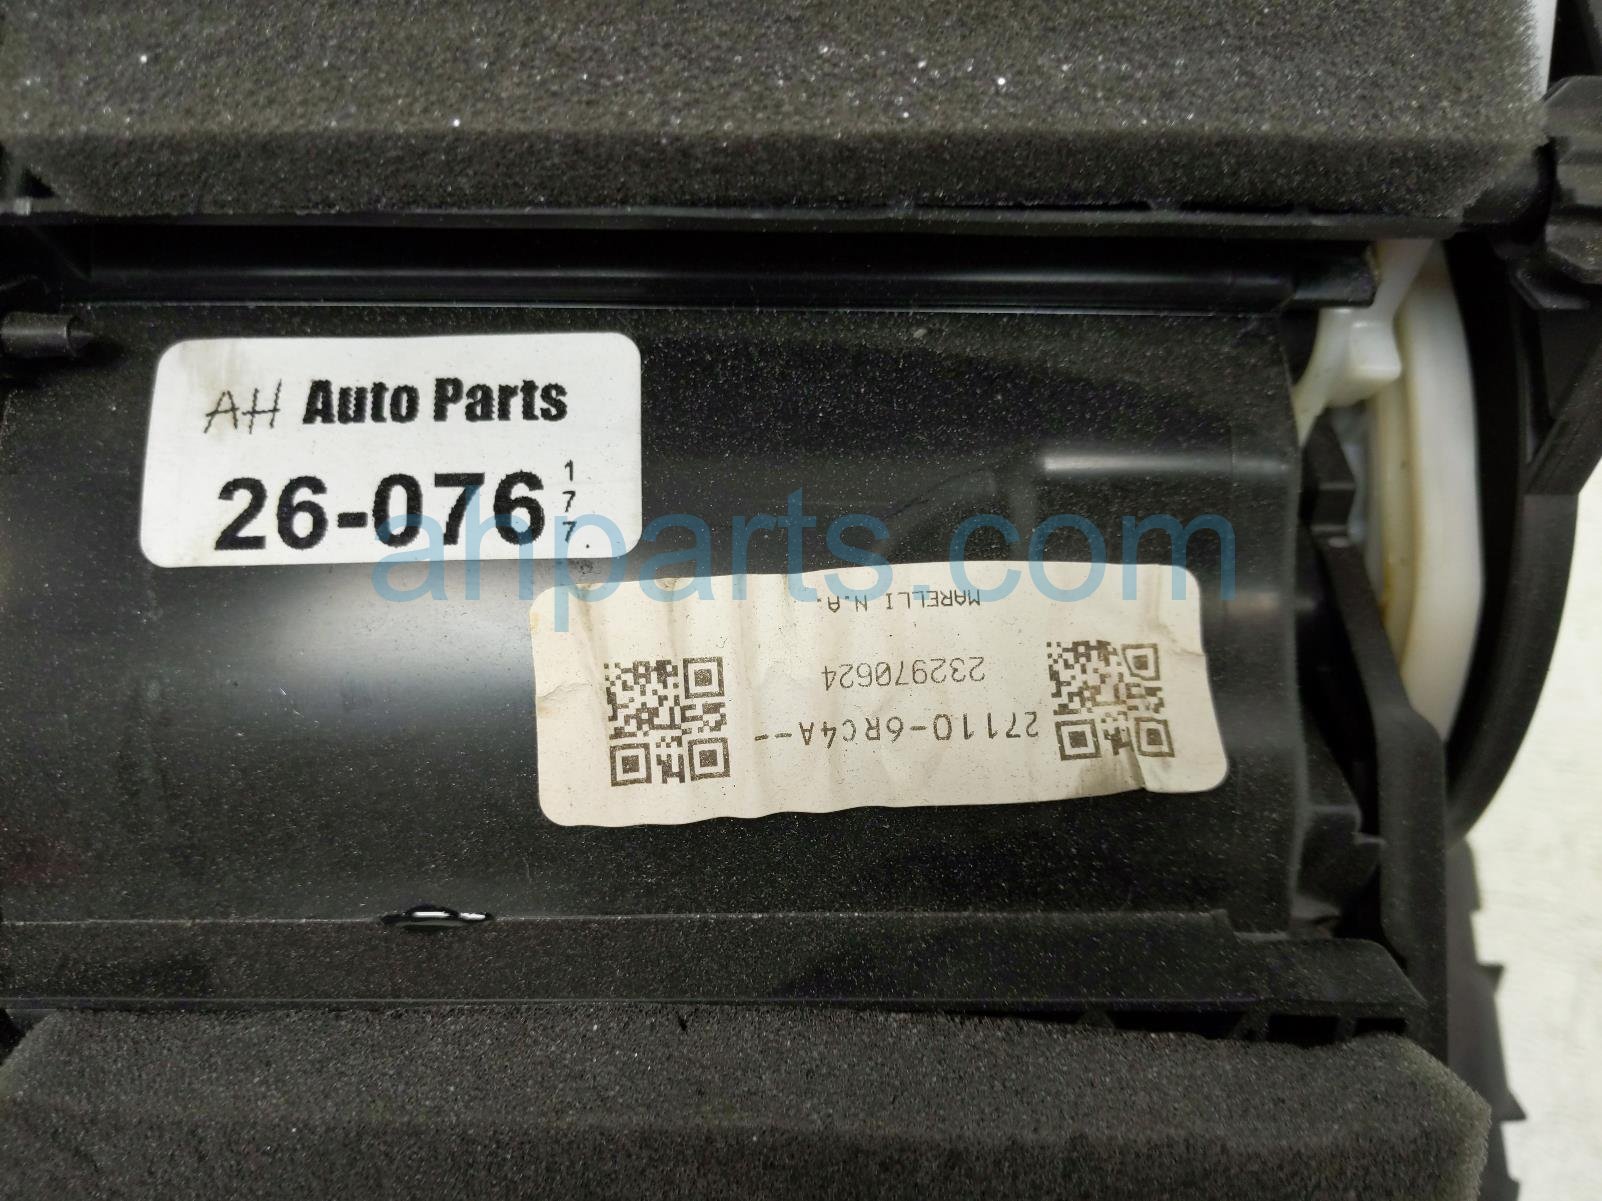 AH Auto Parts
26-076 177
ahparts.com
27110-6RC4A--
232970624
MARELLI N.A.